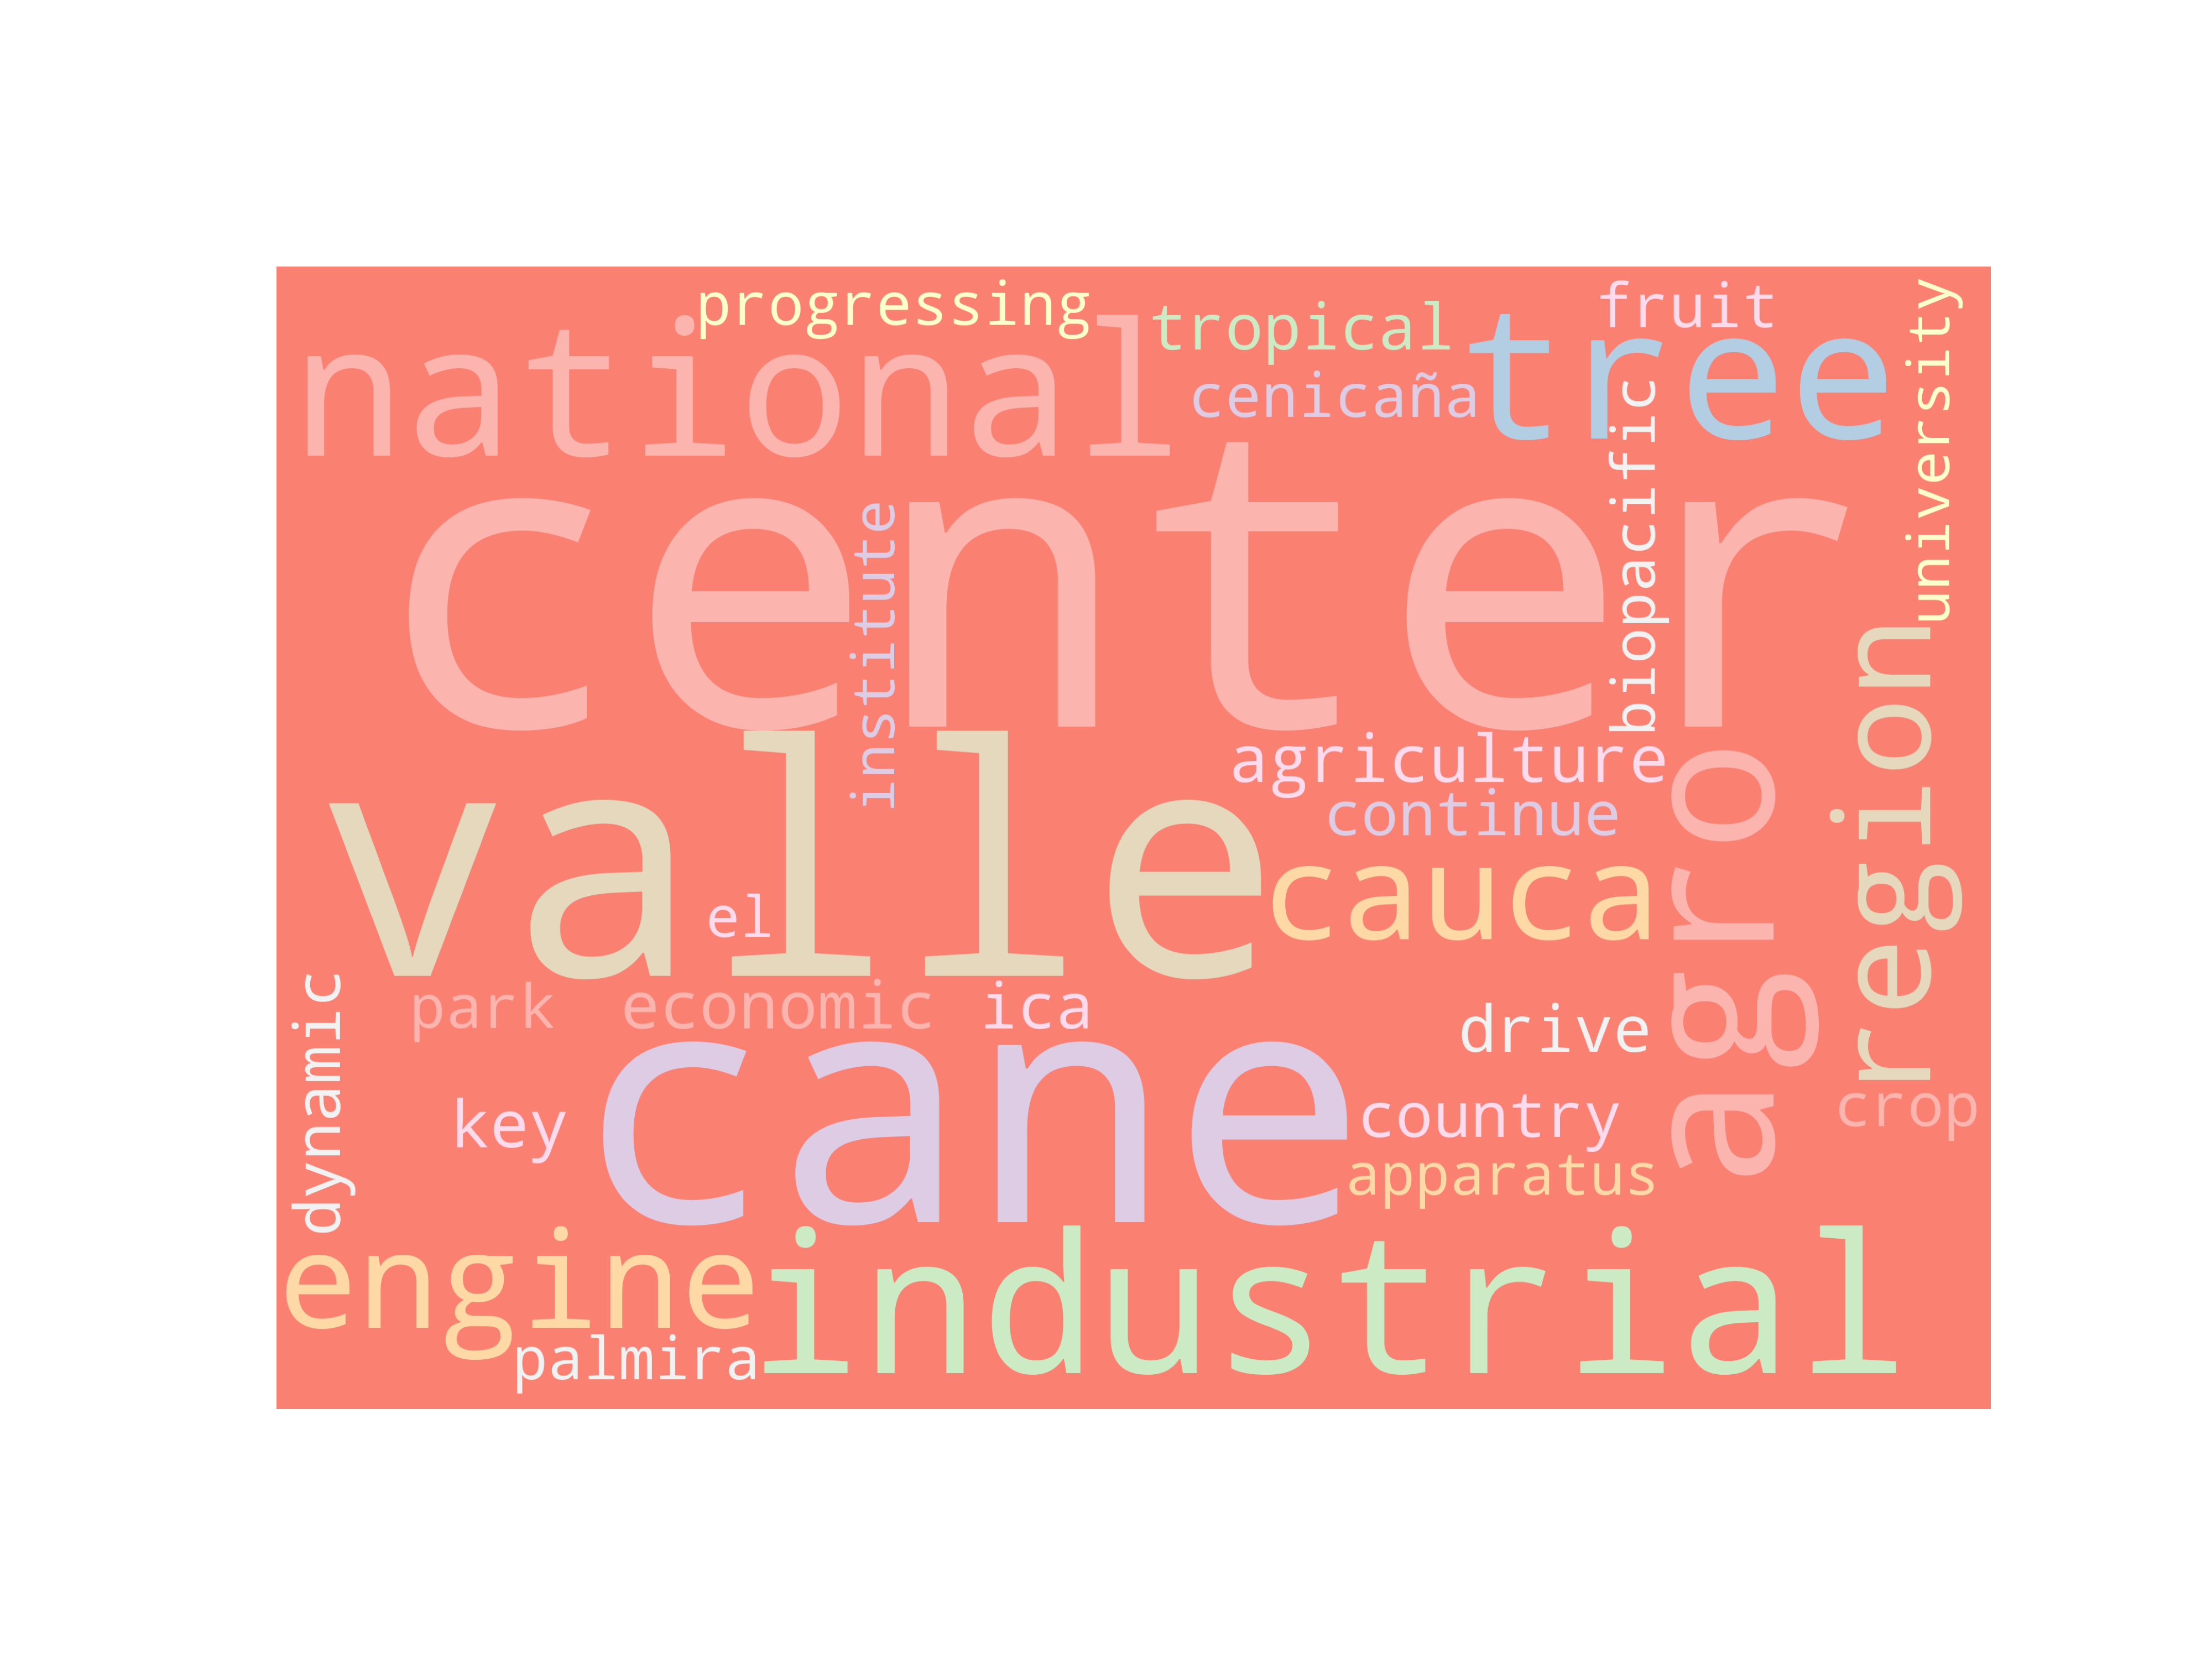 progressing
tropical
fruit
university
national
cenicaña
tree
biopacific
center
institute
region
agriculture
continue
valle
cauca
agro
el
park
economic
ica
drive
dynamic
cane
key
country
crop
apparatus
engine
industrial
palmira